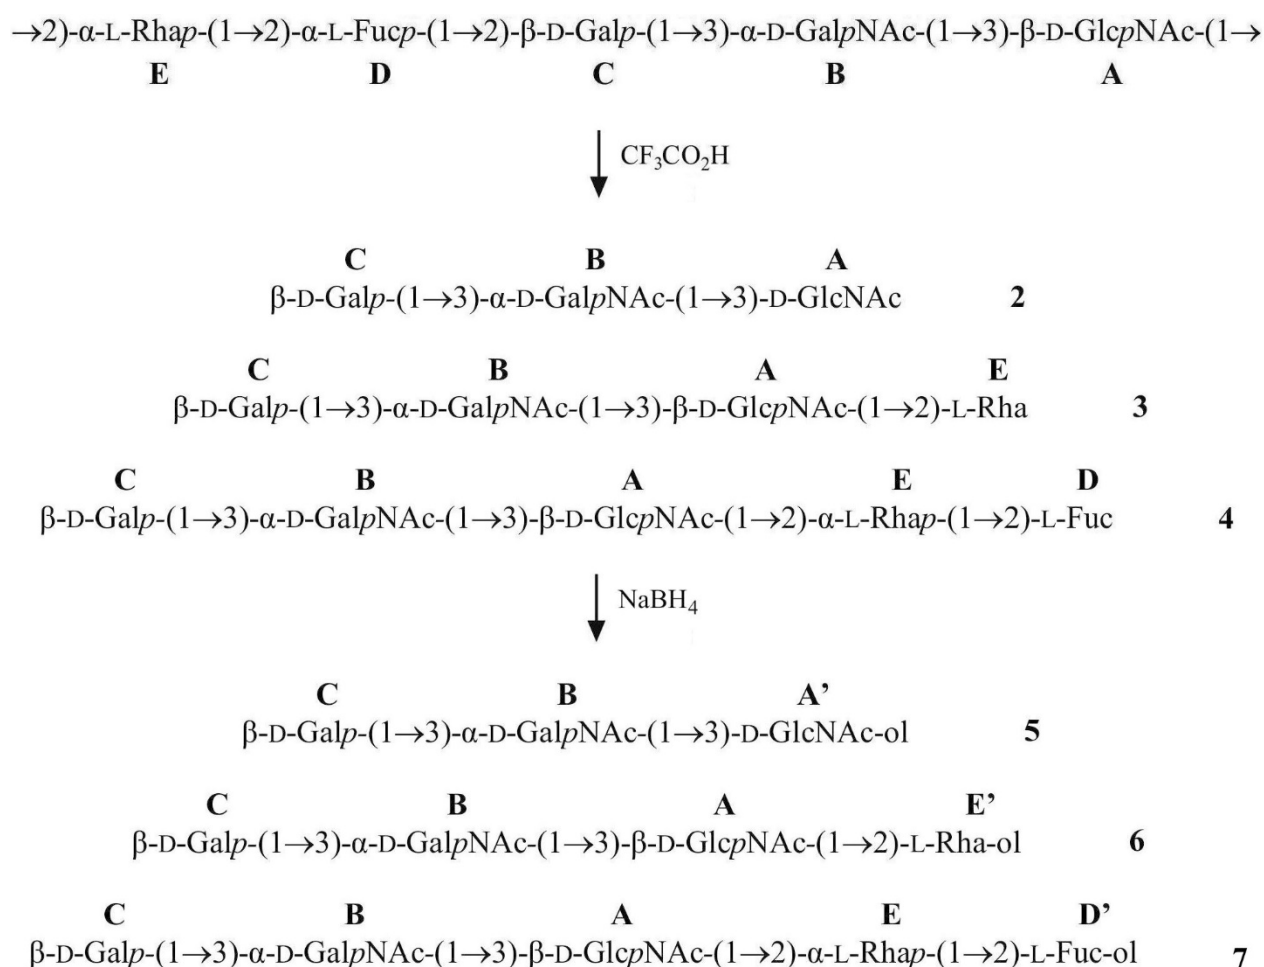 →2)-α-L-Rhap-(1→2)-α-L-Fucp-(1→2)-β-D-Galp-(1→3)-α-D-GalpNAc-(1→3)-β-D-GlcpNAc-(1→
E D C B A
CF₃CO₂H
C B A
β-D-Galp-(1→3)-α-D-GalpNAc-(1→3)-D-GlcNAc 2
C B A E
β-D-Galp-(1→3)-α-D-GalpNAc-(1→3)-β-D-GlcpNAc-(1→2)-L-Rha 3
C B A E D
β-D-Galp-(1→3)-α-D-GalpNAc-(1→3)-β-D-GlcpNAc-(1→2)-α-L-Rhap-(1→2)-L-Fuc 4
NaBH₄
C B A’
β-D-Galp-(1→3)-α-D-GalpNAc-(1→3)-D-GlcNAc-ol 5
C B A E’
β-D-Galp-(1→3)-α-D-GalpNAc-(1→3)-β-D-GlcpNAc-(1→2)-L-Rha-ol 6
C B A E D’
β-D-Galp-(1→3)-α-D-GalpNAc-(1→3)-β-D-GlcpNAc-(1→2)-α-L-Rhap-(1→2)-L-Fuc-ol 7